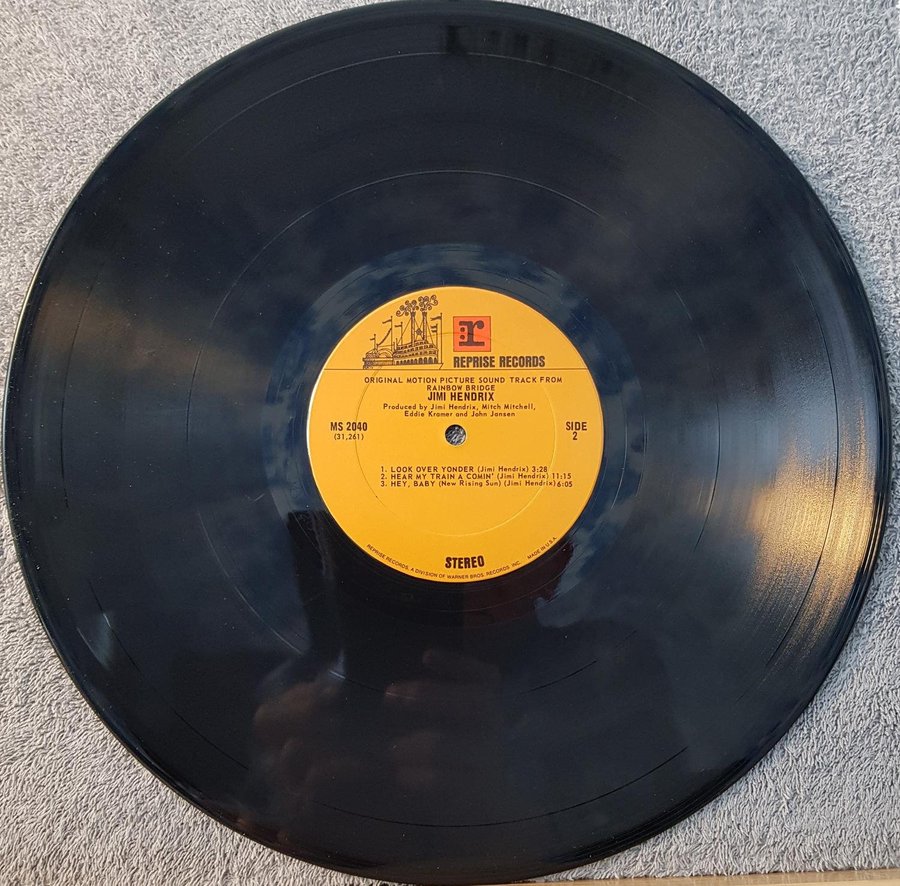 r:
REPRISE RECORDS
ORIGINAL MOTION PICTURE SOUND TRACK FROM
RAINBOW BRIDGE
JIMI HENDRIX
Produced by Jimi Hendrix, Mitch Mitchell,
Eddie Kramer and John Jansen
MS 2040
(31,261)
SIDE
2
1. LOOK OVER YONDER (Jimi Hendrix) 3:28
2. HEAR MY TRAIN A COMIN' (Jimi Hendrix) 11:15
3. HEY, BABY (New Rising Sun) (Jimi Hendrix) 6:05
STEREO
REPRISE RECORDS, A DIVISION OF WARNER BROS. RECORDS INC. MADE IN U.S.A.